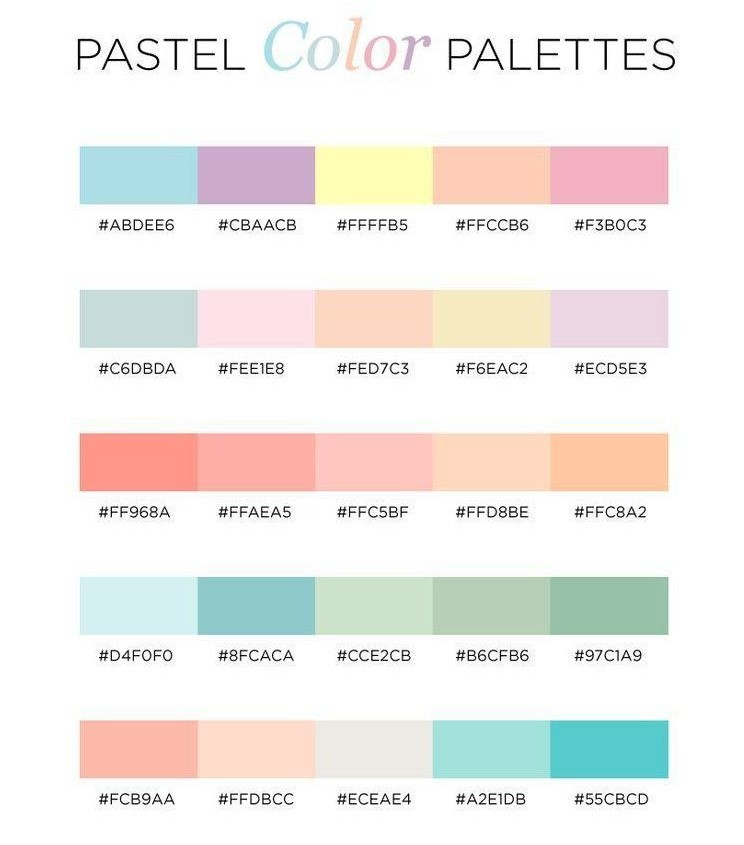 PASTEL Color PALETTES
#ABDEE6 #CBAACB #FFFFB5 #FFCCB6 #F3B0C3
#C6DBDA #FEE1E8 #FED7C3 #F6EAC2 #ECD5E3
#FF968A #FFAEA5 #FFC5BF #FFD8BE #FFC8A2
#D4F0F0 #8FCACA #CCE2CB #B6CFB6 #97C1A9
#FCB9AA #FFDBCC #ECEAE4 #A2E1DB #55CBCD